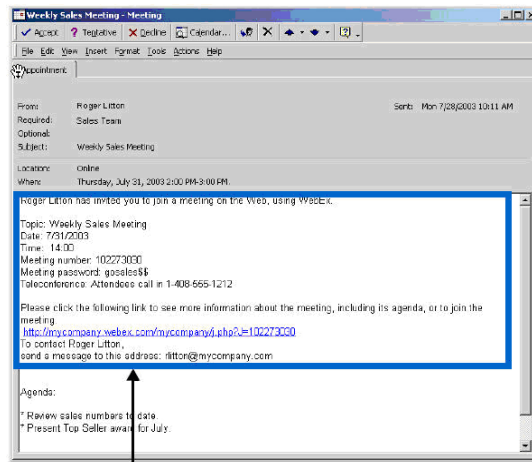 Weekly Sales Meeting - Meeting
Accept ? Tentative Decline Calendar...
File Edit View Insert Format Tools Actions Help
Appointment
From: Roger Litton Sent: Mon 7/28/2003 10:11 AM
Required: Sales Team
Optional:
Subject: Weekly Sales Meeting
Location: Online
When: Thursday, July 31, 2003 2:00 PM-3:00 PM.
Roger Litton has invited you to join a meeting on the Web, using WebEx.
Topic: Weekly Sales Meeting
Date: 7/31/2003
Time: 14:00
Meeting number: 102273030
Meeting password: gosales$$
Teleconference: Attendees call in 1-408-555-1212
Please click the following link to see more information about the meeting, including its agenda, or to join the
meeting.
http://mycompany.webex.com/mycompany/j.php?J=102273030
To contact Roger Litton,
send a message to this address: rlitton@mycompany.com
Agenda:
* Review sales numbers to date.
* Present Top Seller award for July.